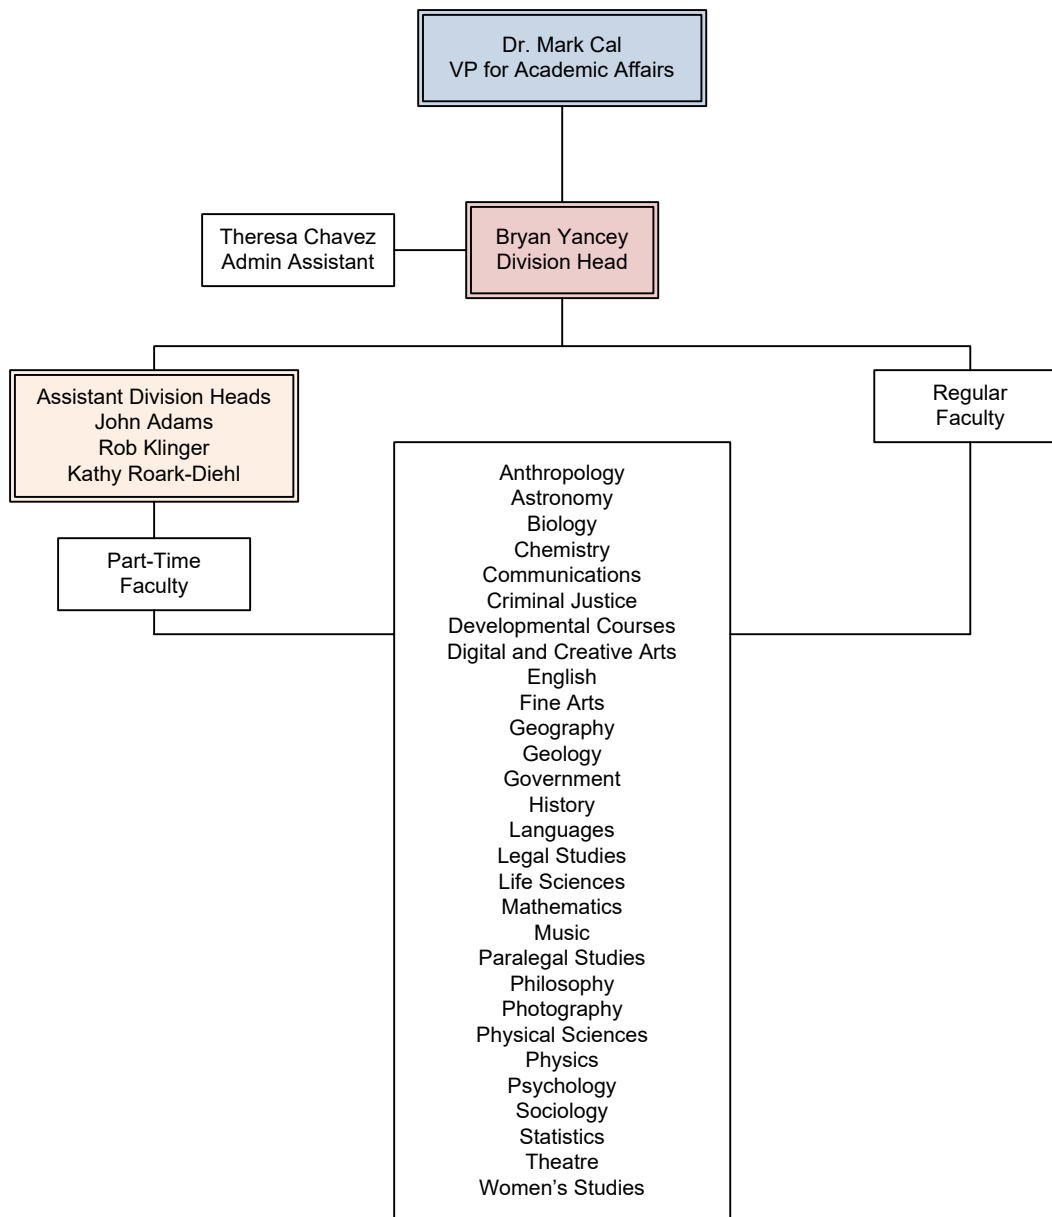 Dr. Mark Cal
VP for Academic Affairs
Theresa Chavez
Admin Assistant
Bryan Yancey
Division Head
Assistant Division Heads
John Adams
Rob Klinger
Kathy Roark-Diehl
Regular
Faculty
Part-Time
Faculty
Anthropology
Astronomy
Biology
Chemistry
Communications
Criminal Justice
Developmental Courses
Digital and Creative Arts
English
Fine Arts
Geography
Geology
Government
History
Languages
Legal Studies
Life Sciences
Mathematics
Music
Paralegal Studies
Philosophy
Photography
Physical Sciences
Physics
Psychology
Sociology
Statistics
Theatre
Women’s Studies